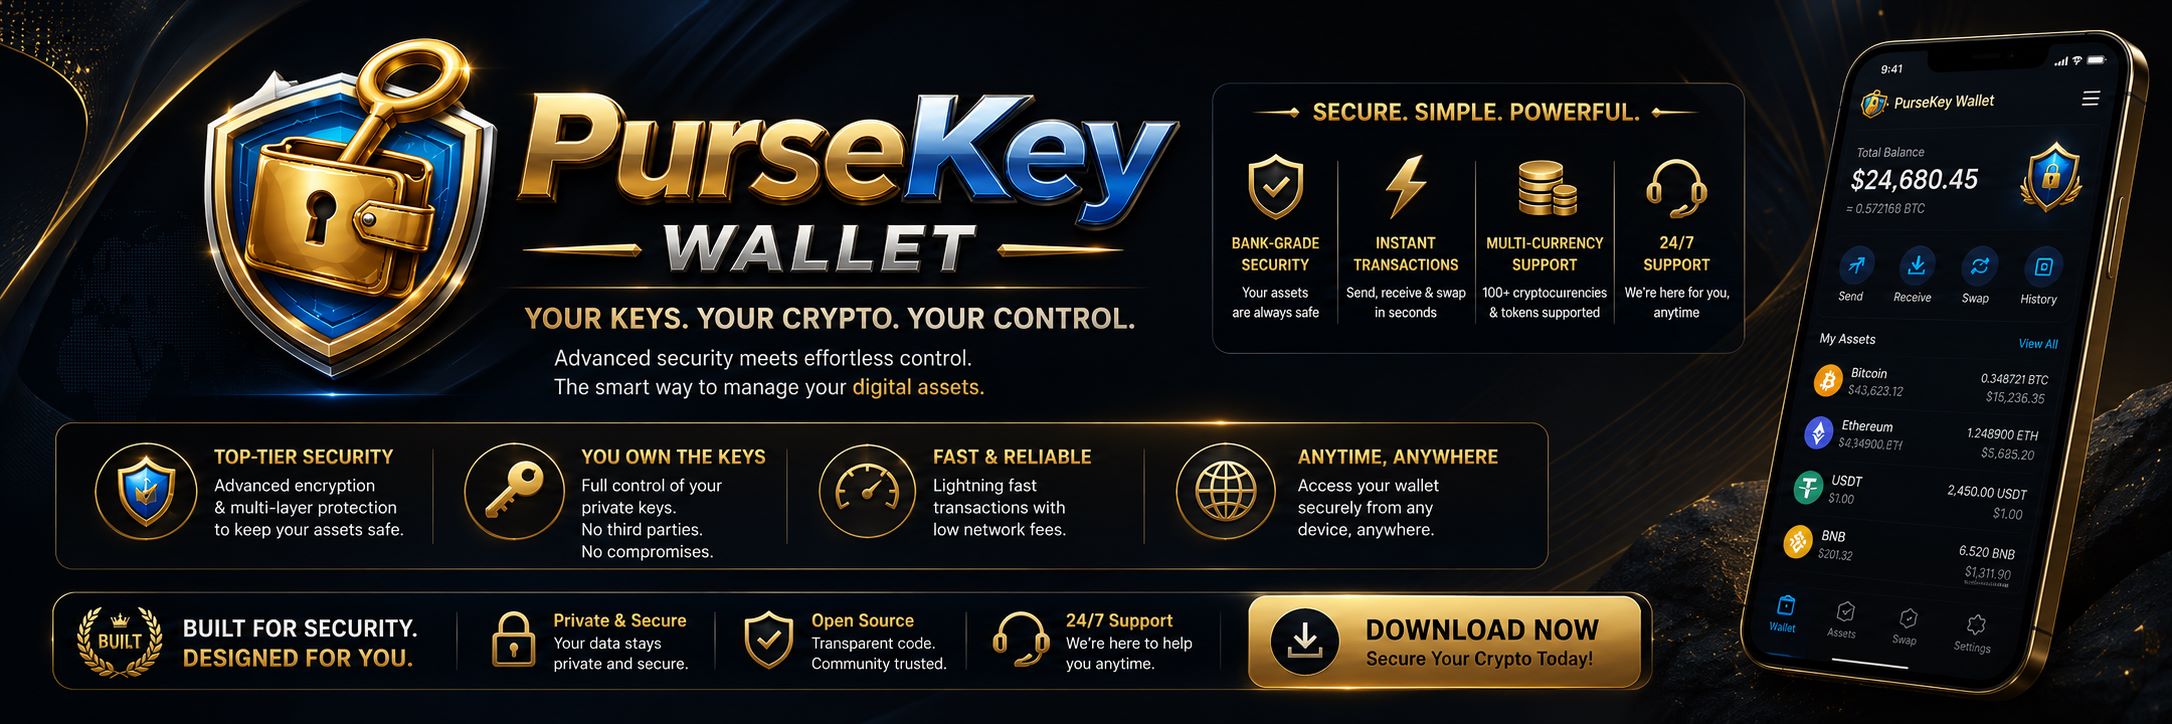 PurseKey
WALLET
YOUR KEYS. YOUR CRYPTO. YOUR CONTROL.
Advanced security meets effortless control.
The smart way to manage your digital assets.
SECURE. SIMPLE. POWERFUL.
BANK-GRADE
SECURITY
Your assets
are always safe
INSTANT
TRANSACTIONS
Send, receive & swap
in seconds
MULTI-CURRENCY
SUPPORT
100+ cryptocurrencies
& tokens supported
24/7
SUPPORT
We're here for you,
anytime
TOP-TIER SECURITY
Advanced encryption
& multi-layer protection
to keep your assets safe.
YOU OWN THE KEYS
Full control of your
private keys.
No third parties.
No compromises.
FAST & RELIABLE
Lightning fast
transactions with
low network fees.
ANYTIME, ANYWHERE
Access your wallet
securely from any
device, anywhere.
BUILT
BUILT FOR SECURITY.
DESIGNED FOR YOU.
Private & Secure
Your data stays
private and secure.
Open Source
Transparent code.
Community trusted.
24/7 Support
We're here to help
you anytime.
DOWNLOAD NOW
Secure Your Crypto Today!
9:41
PurseKey Wallet
Total Balance
$24,680.45
= 0.572168 BTC
Send
Receive
Swap
History
My Assets
View All
Bitcoin
0.348721 BTC
$43,623.12
$15,236.35
Ethereum
1.248900 ETH
$4,34900.ETH
$5,685.20
USDT
2,450.00 USDT
$1.00
$1.00
BNB
6.520 BNB
$201.32
$1,311.90
Wallet
Assets
Swap
Settings